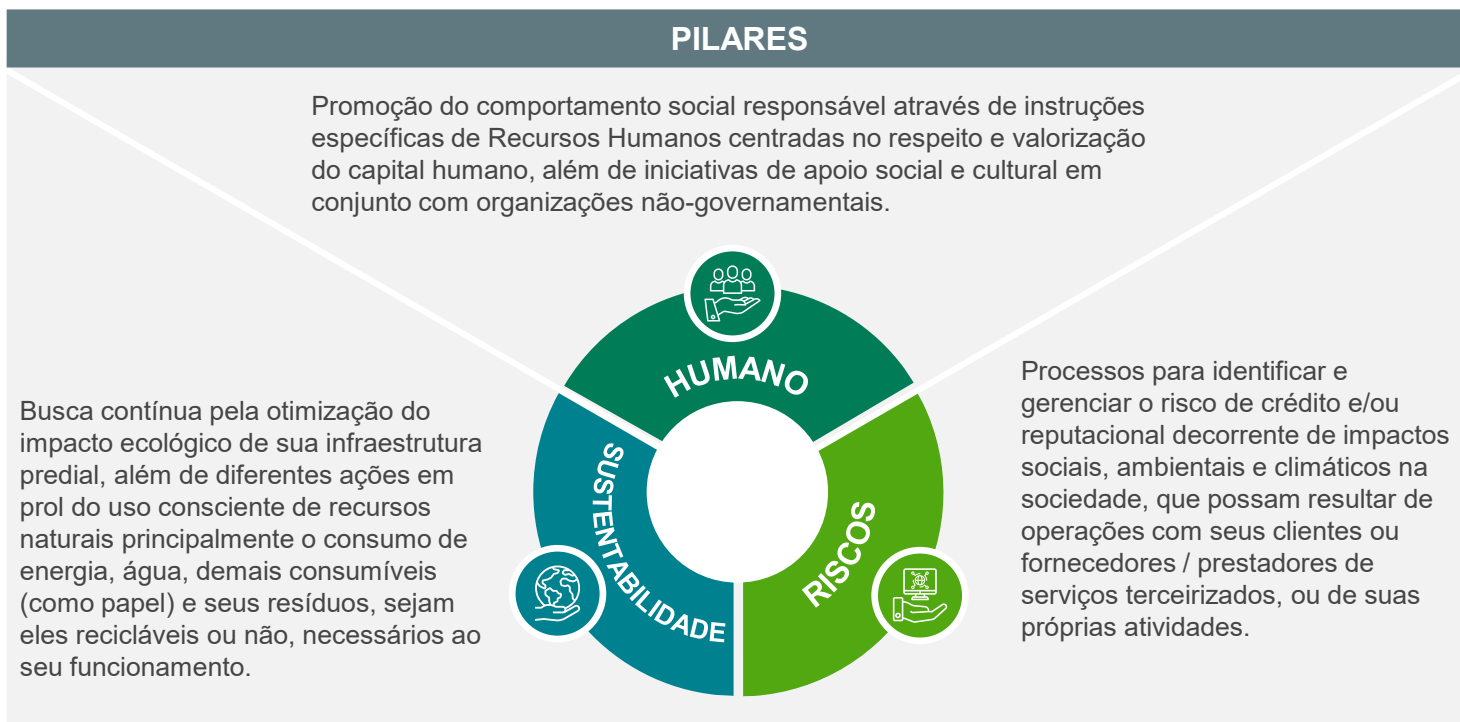 PILARES
Promoção do comportamento social responsável através de instruções
específicas de Recursos Humanos centradas no respeito e valorização
do capital humano, além de iniciativas de apoio social e cultural em
conjunto com organizações não-governamentais.
HUMANO
Busca contínua pela otimização do
impacto ecológico de sua infraestrutura
predial, além de diferentes ações em
prol do uso consciente de recursos
naturais principalmente o consumo de
energia, água, demais consumíveis
(como papel) e seus resíduos, sejam
eles recicláveis ou não, necessários ao
seu funcionamento.
SUSTENTABILIDADE
RISCOS
Processos para identificar e
gerenciar o risco de crédito e/ou
reputacional decorrente de impactos
sociais, ambientais e climáticos na
sociedade, que possam resultar de
operações com seus clientes ou
fornecedores / prestadores de
serviços terceirizados, ou de suas
próprias atividades.